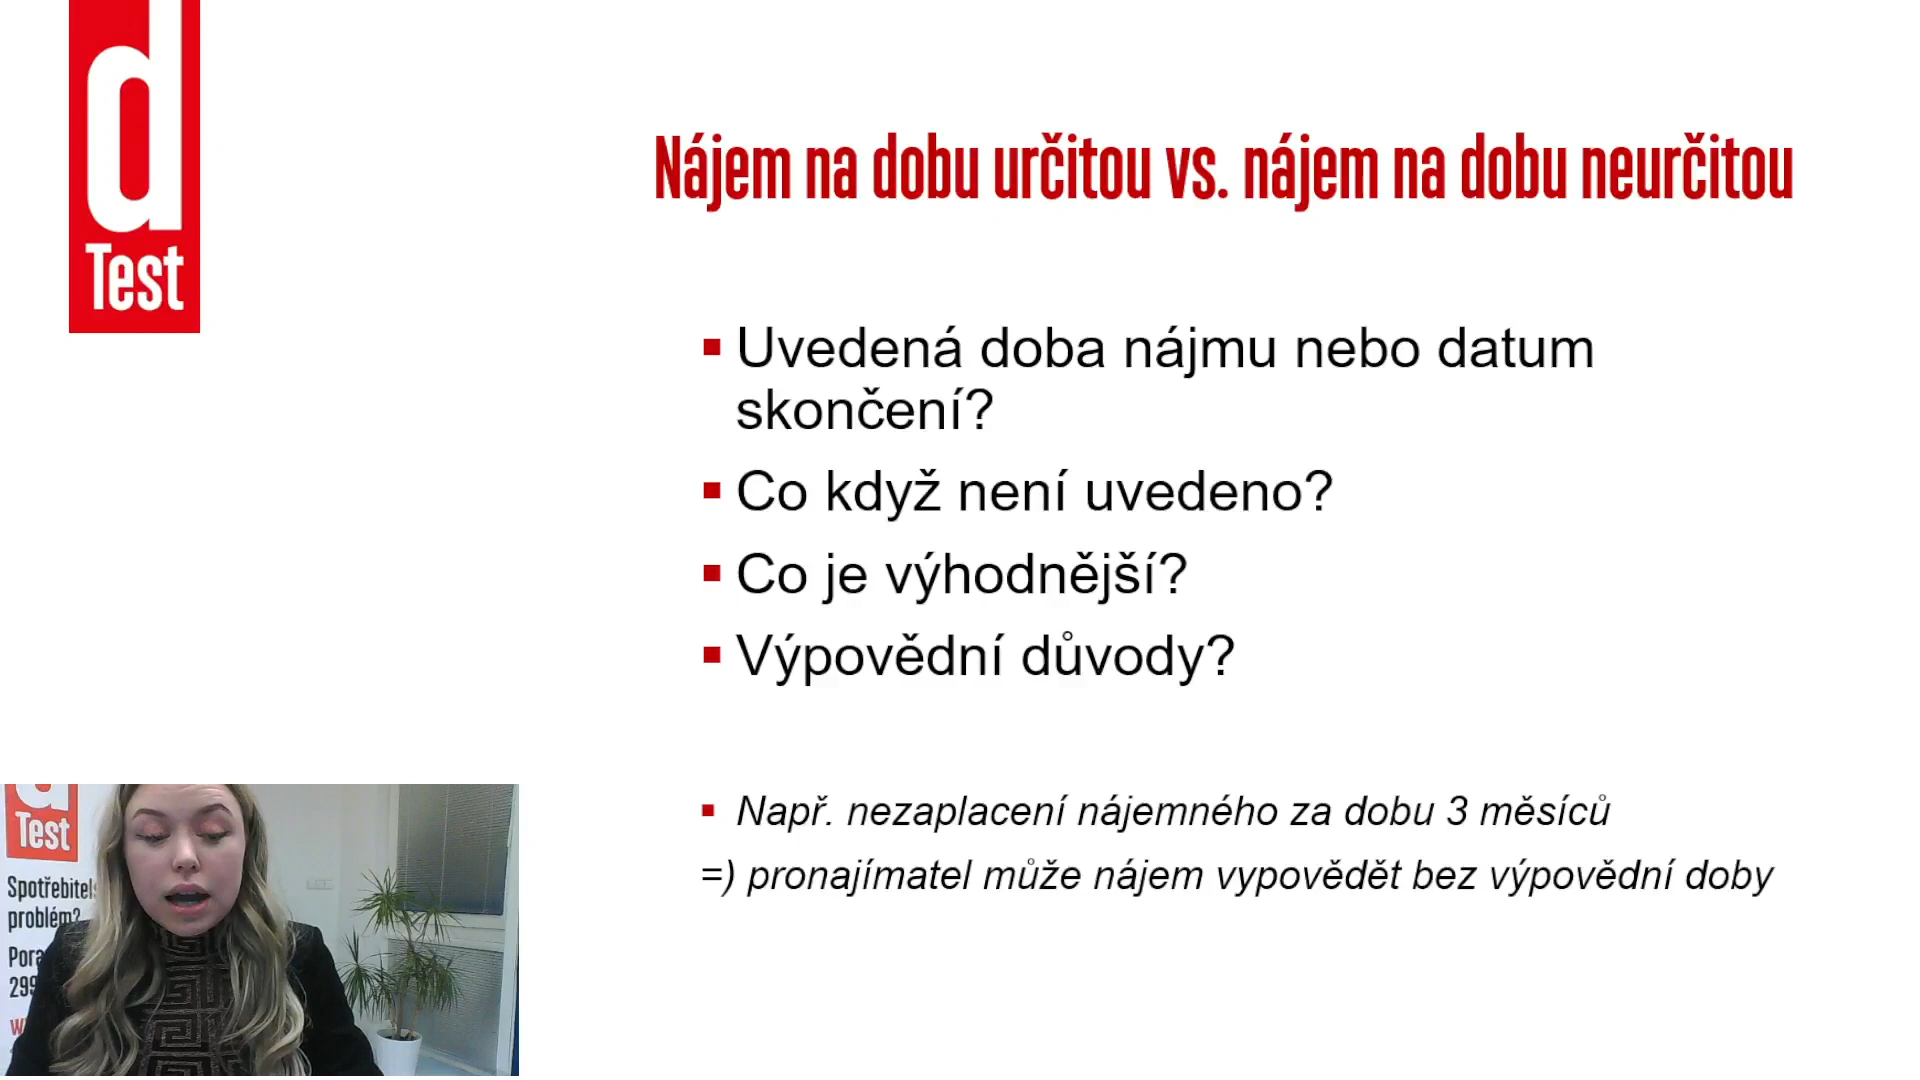 d
Test
Nájem na dobu určitou vs. nájem na dobu neurčitou
Uvedená doba nájmu nebo datum
skončení?
Co když není uvedeno?
Co je výhodnější?
Výpovědní důvody?
Např. nezaplacení nájemného za dobu 3 měsíců
=) pronajímatel může nájem vypovědět bez výpovědní doby
Test
problém?